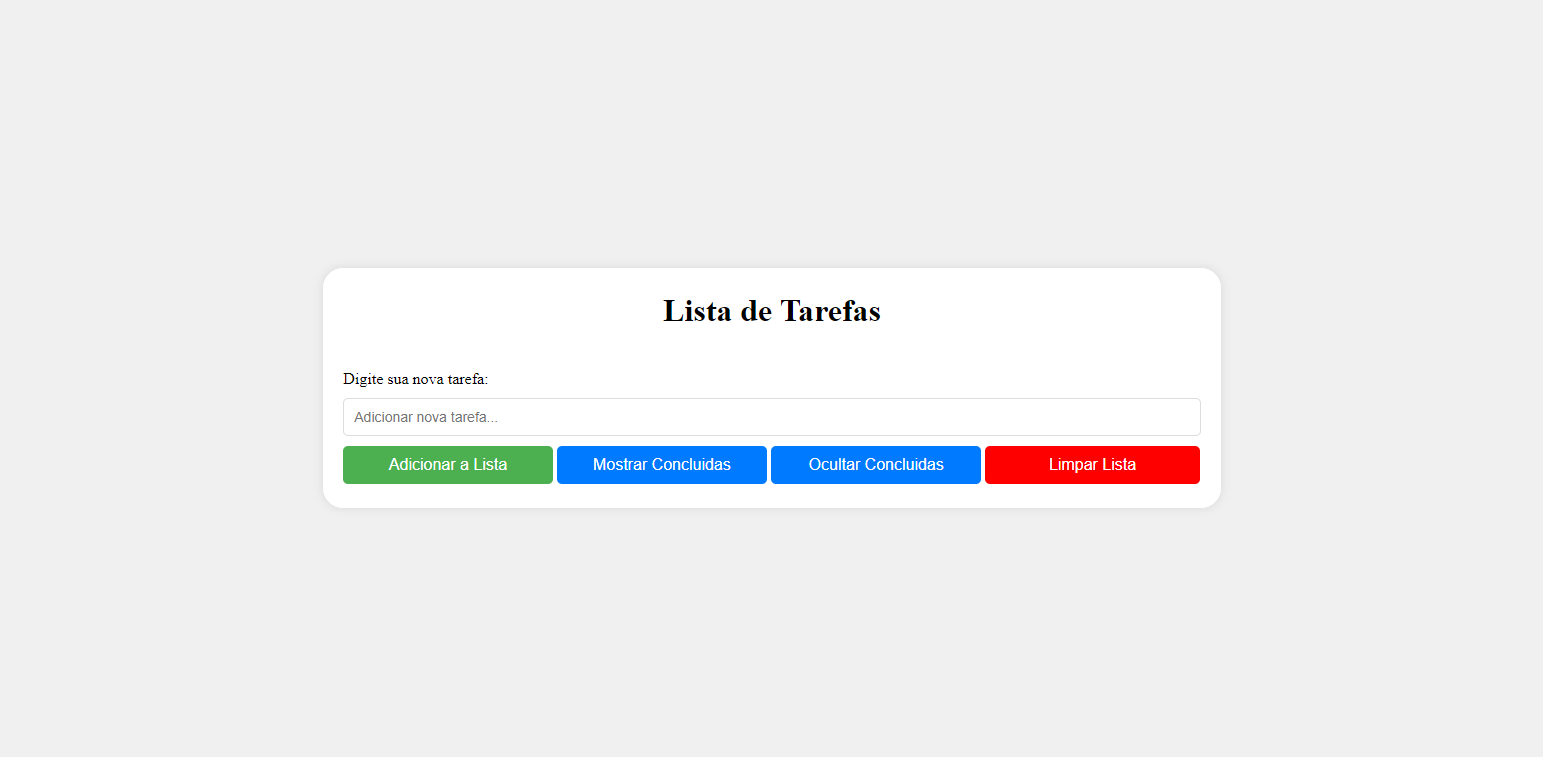 Lista de Tarefas
Digite sua nova tarefa:
Adicionar nova tarefa...
Adicionar a Lista Mostrar Concluidas Ocultar Concluidas Limpar Lista